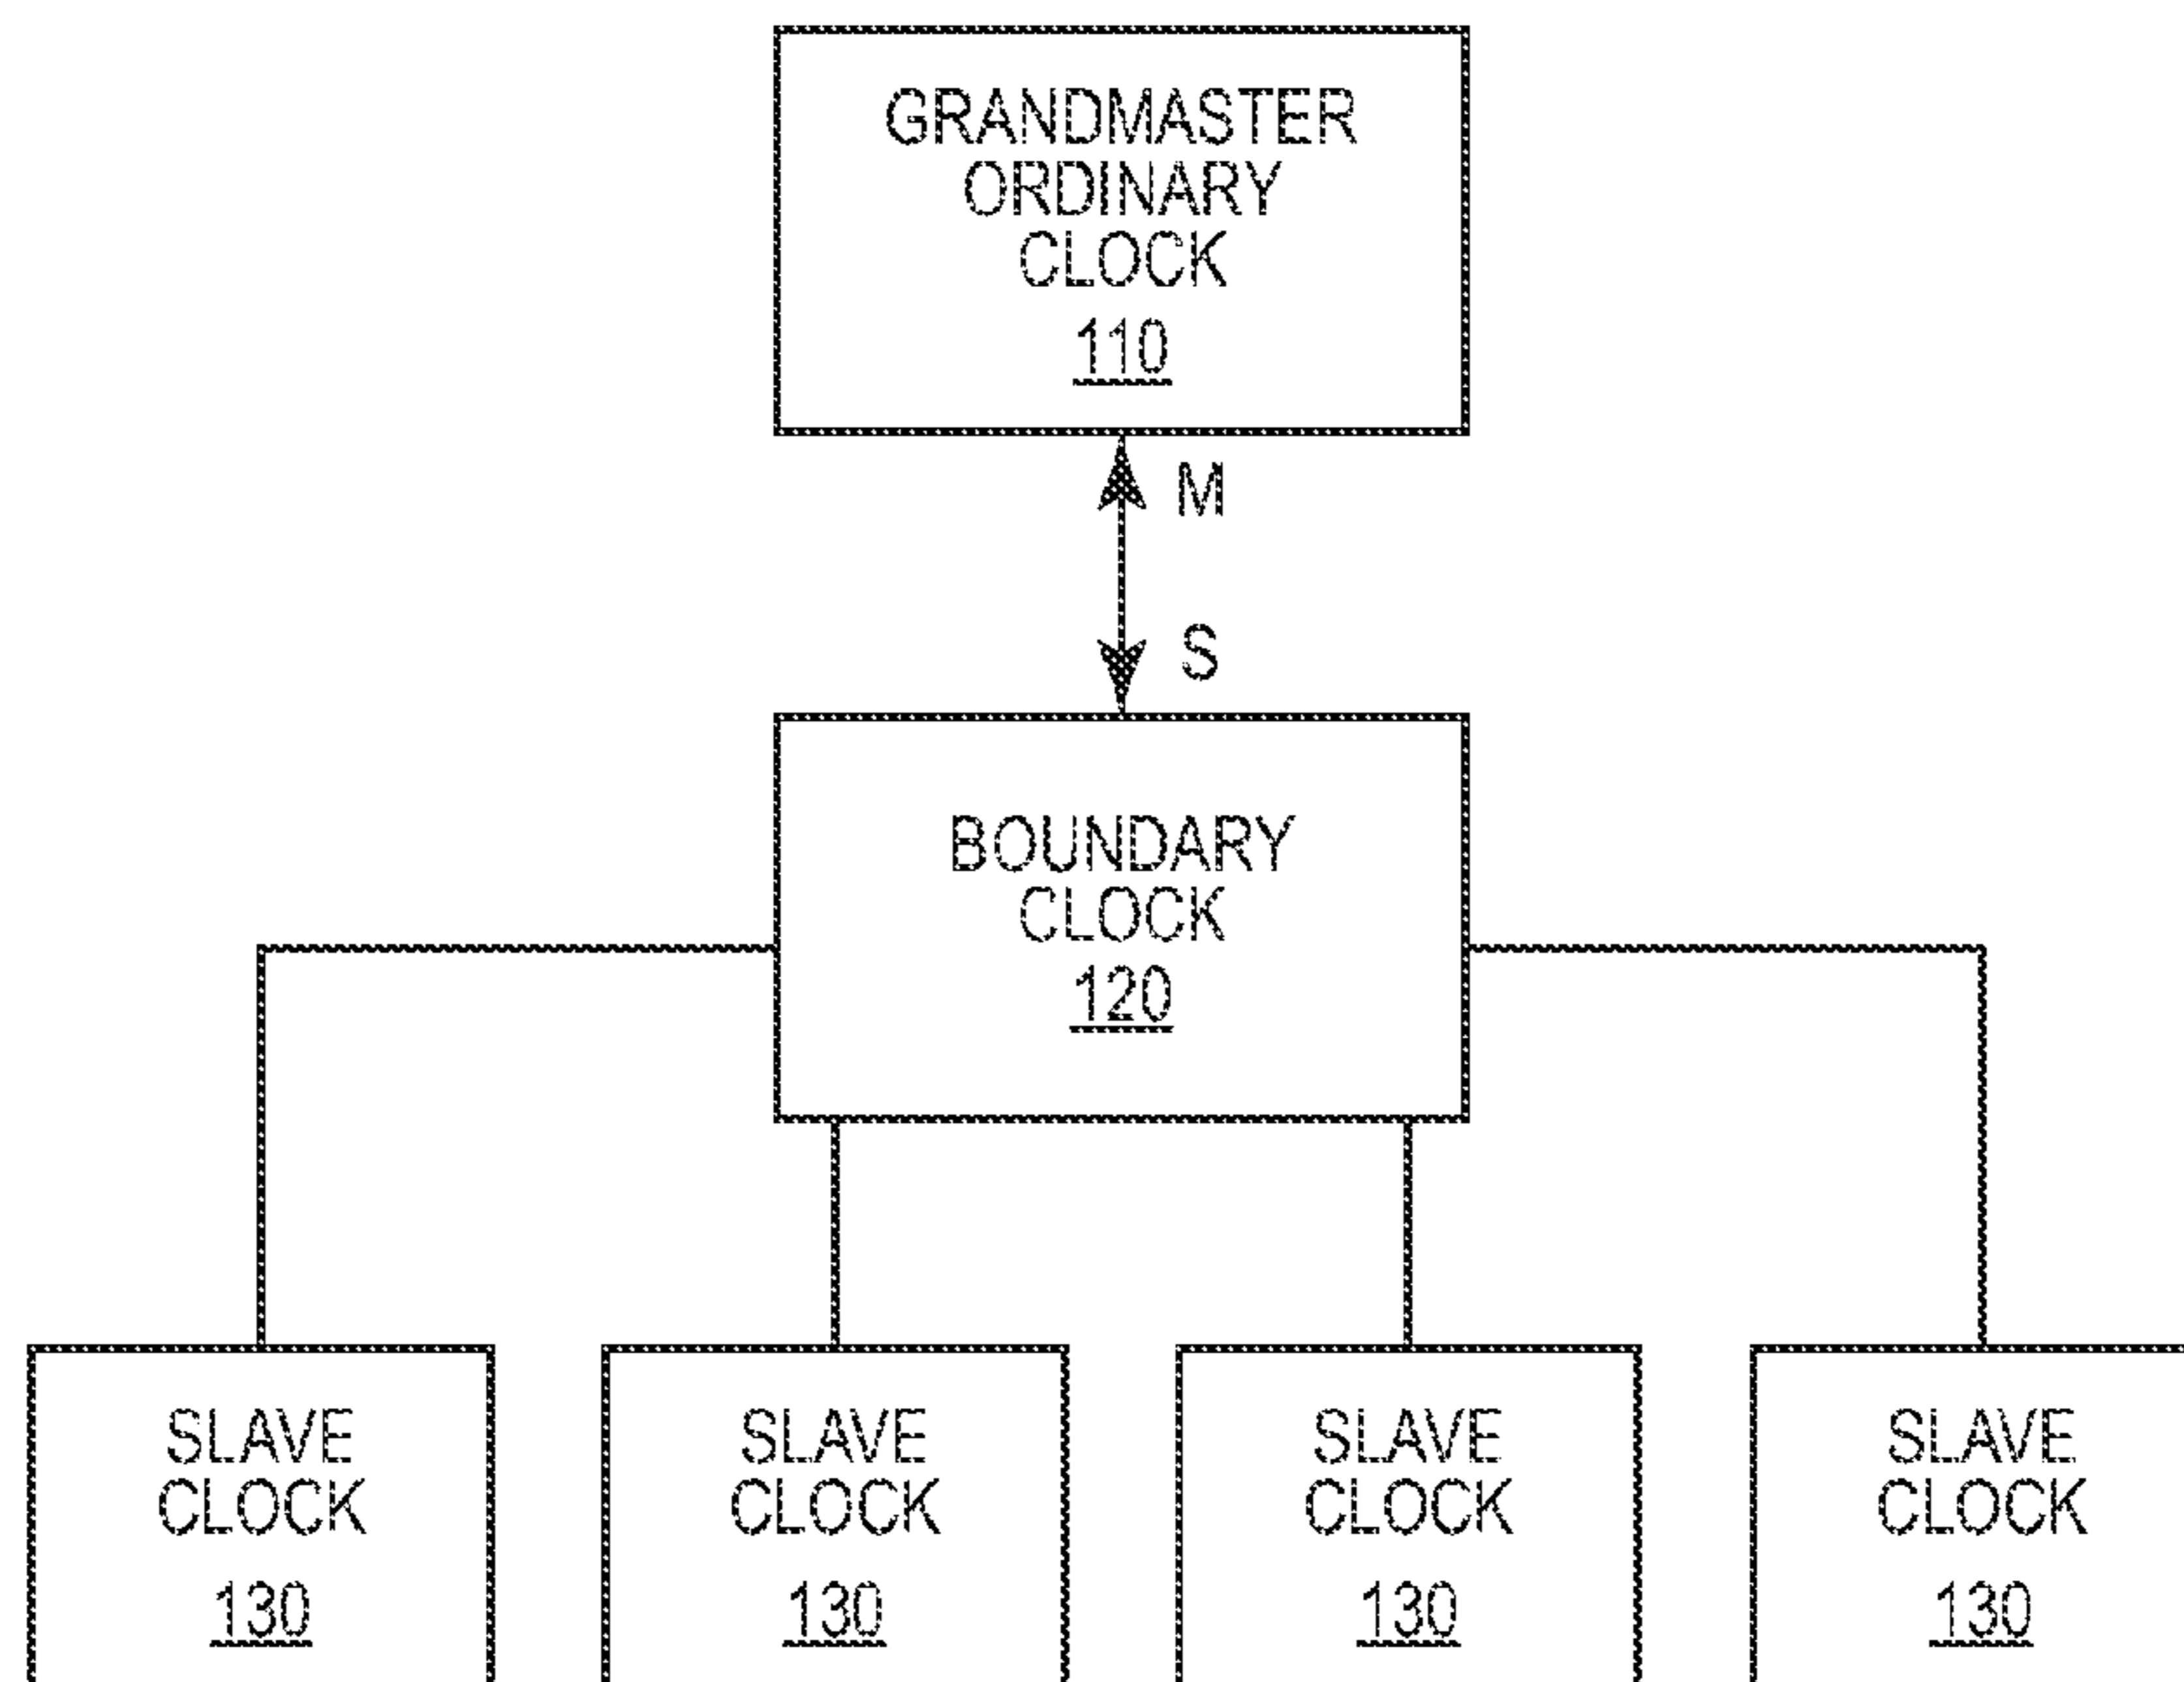 GRANDMASTER
ORDINARY
CLOCK
110
M
S
BOUNDARY
CLOCK
120
SLAVE
CLOCK
130
SLAVE
CLOCK
130
SLAVE
CLOCK
130
SLAVE
CLOCK
130